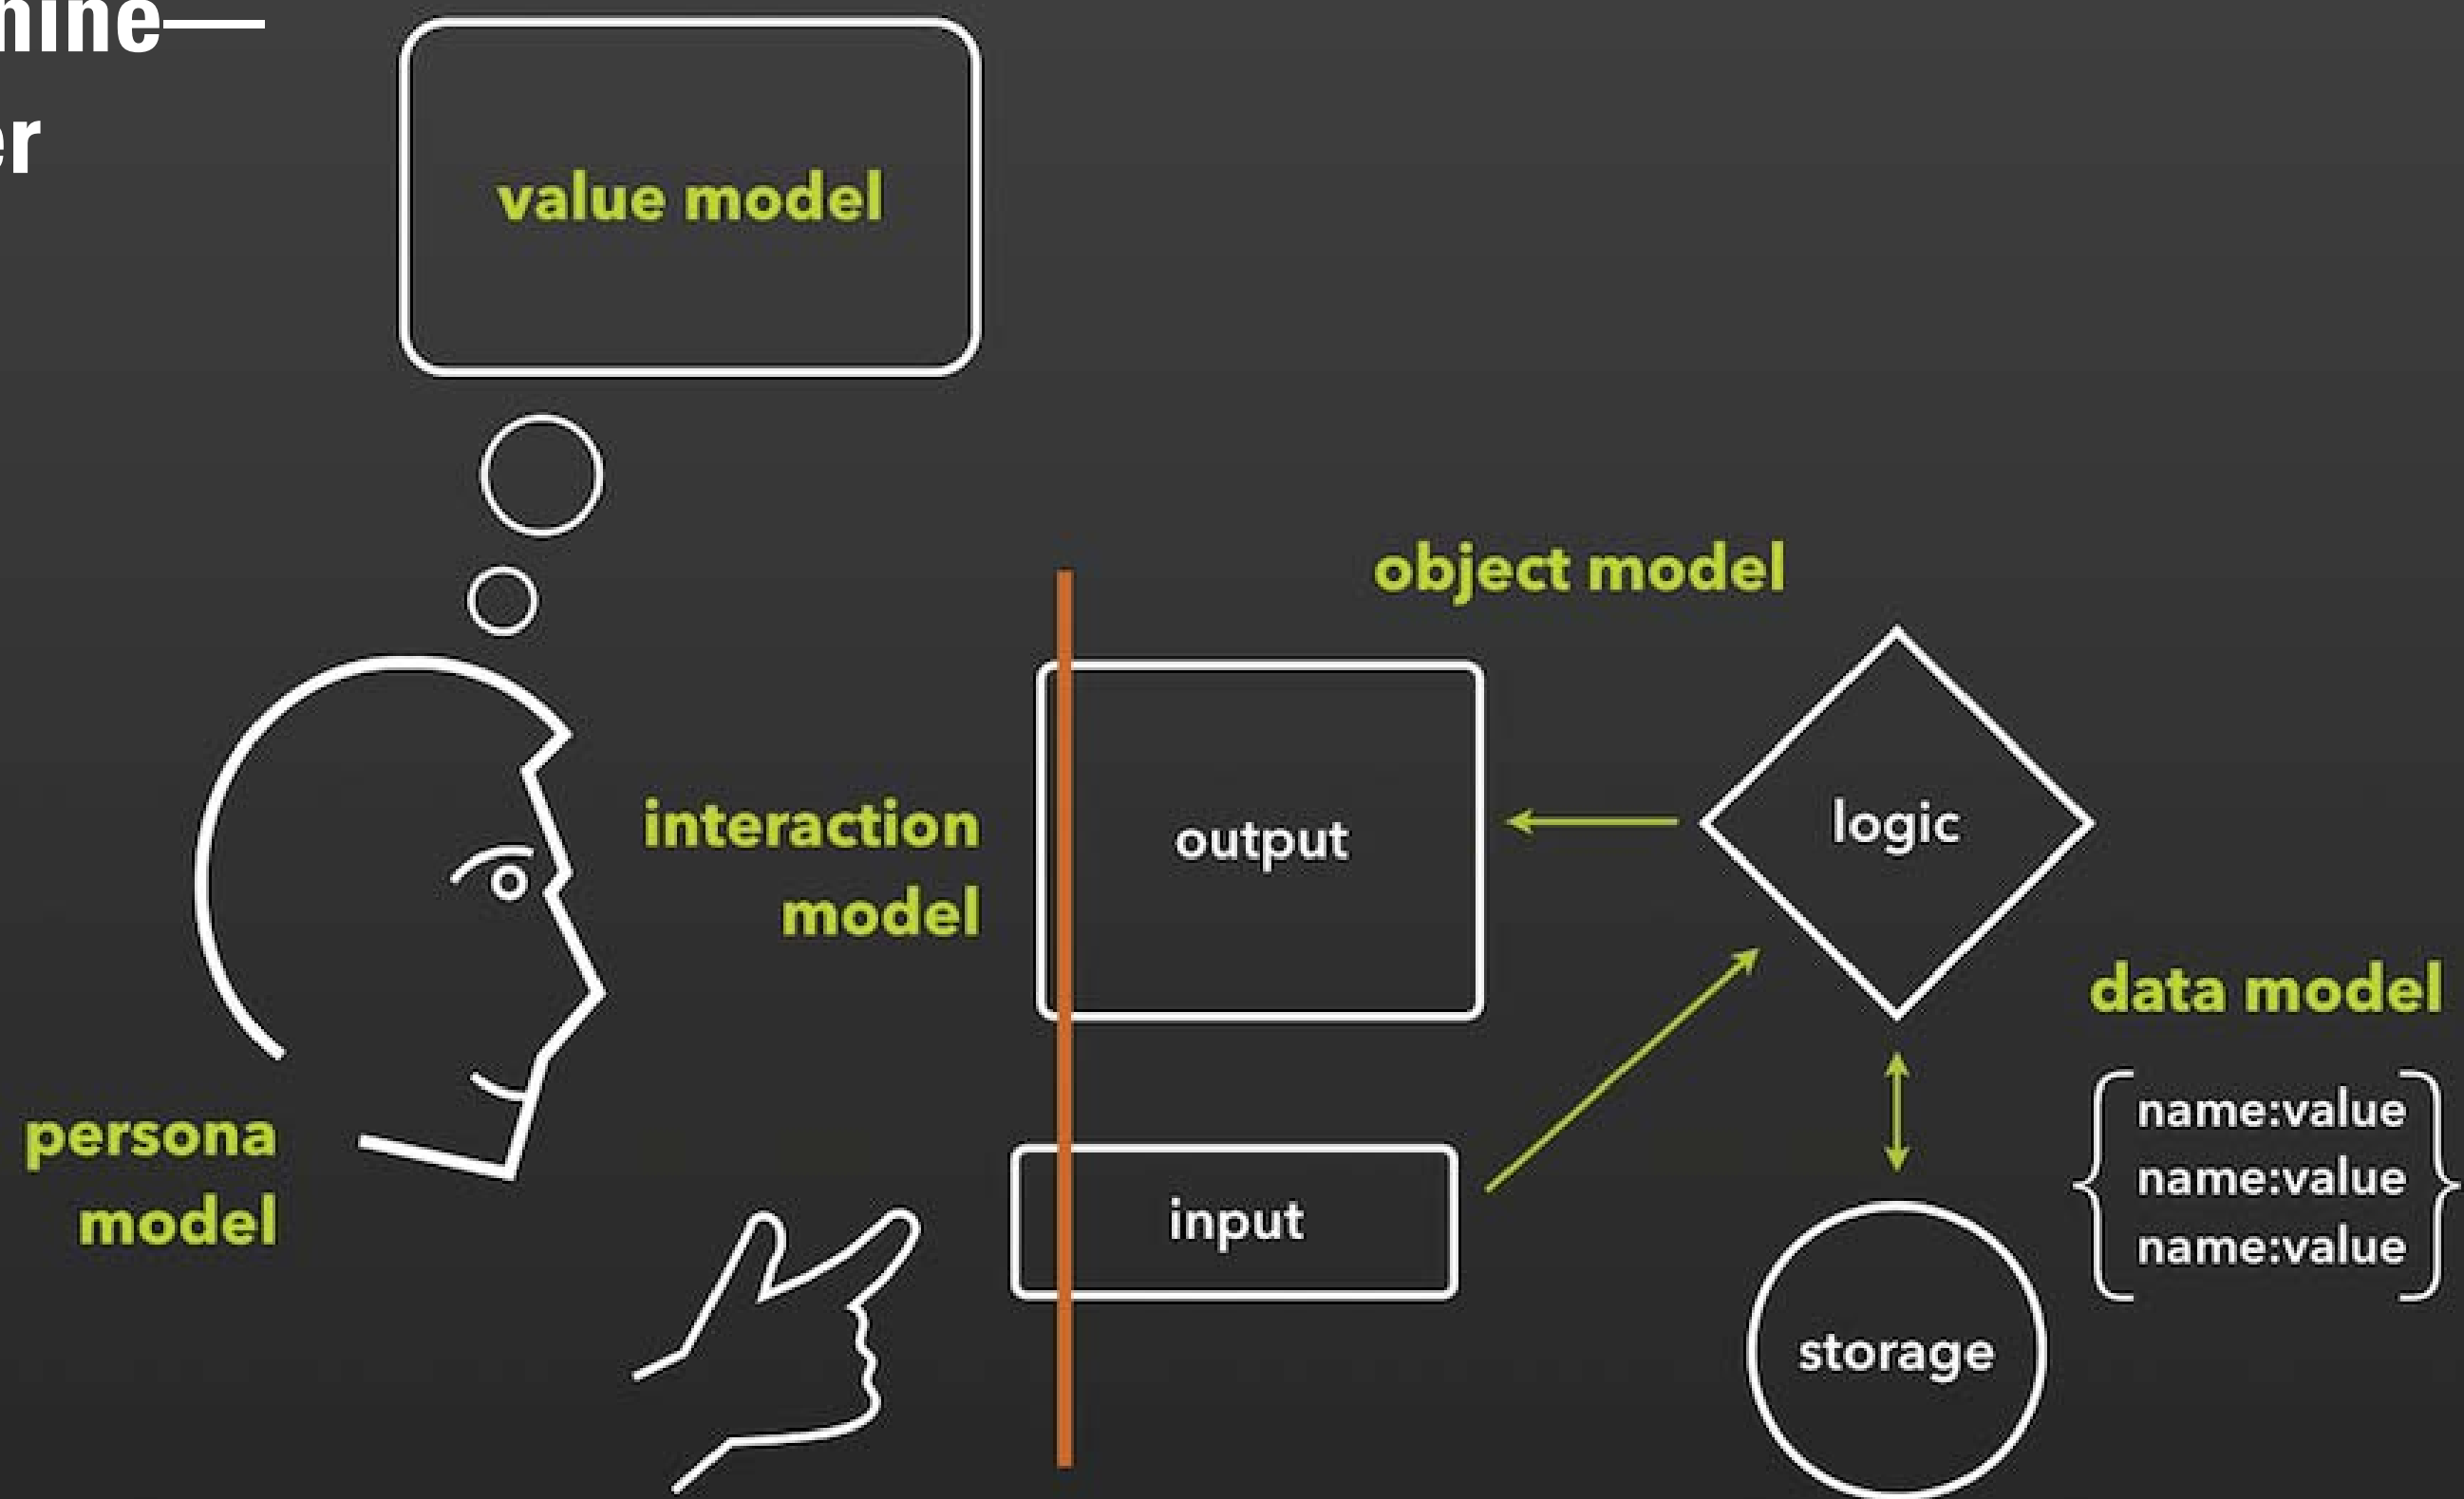 value model
object model
interaction
model
output
logic
data model
name:value
name:value
name:value
persona
model
input
storage